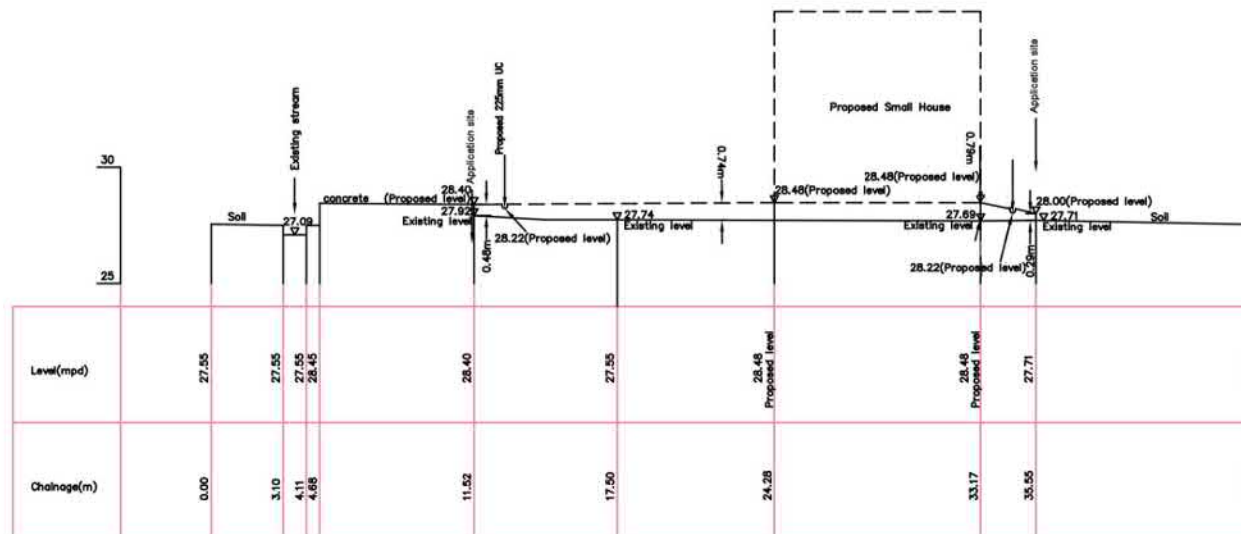 Existing stream
Application site
Proposed 225mm UC
Proposed Small House
Application site
30
25
Soil
27.09
concrete
(Proposed level)
28.40
27.92
Existing level
0.48m
28.22(Proposed level)
27.74
Existing level
0.74m
28.48(Proposed level)
0.79m
28.48(Proposed level)
27.69
Existing level
28.22(Proposed level)
0.29m
28.00(Proposed level)
27.71
Existing level
Soil
Level(mpd)
27.55
27.55
27.55
28.45
28.40
27.55
28.48
Proposed level
28.48
Proposed level
27.71
Chainage(m)
0.00
3.10
4.11
4.68
11.52
17.50
24.28
33.17
35.55